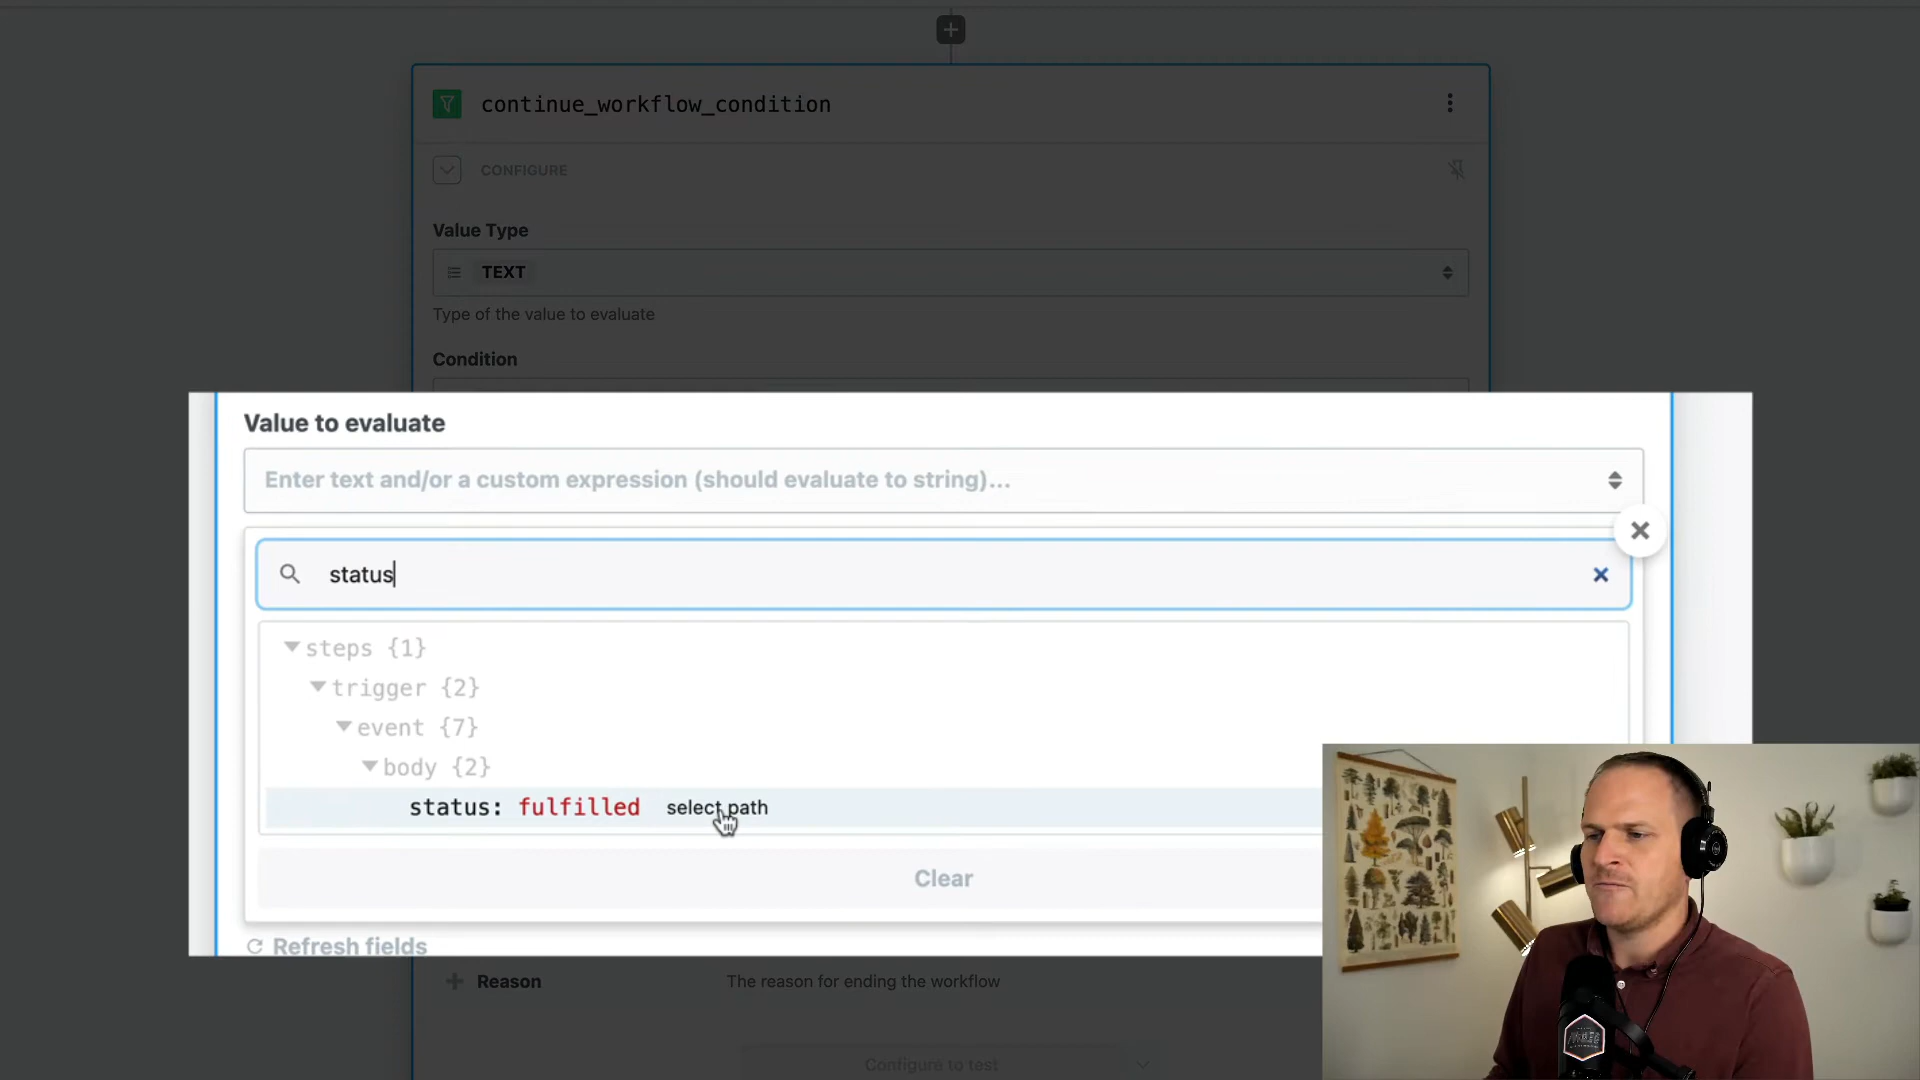 continue_workflow_condition
CONFIGURE
Value Type
TEXT
Type of the value to evaluate
Condition
Value to evaluate
Enter text and/or a custom expression (should evaluate to string)...
status
steps {1}
trigger {2}
event {7}
body {2}
status: fulfilled select path
Clear
Refresh fields
Reason The reason for ending the workflow
Configure to test